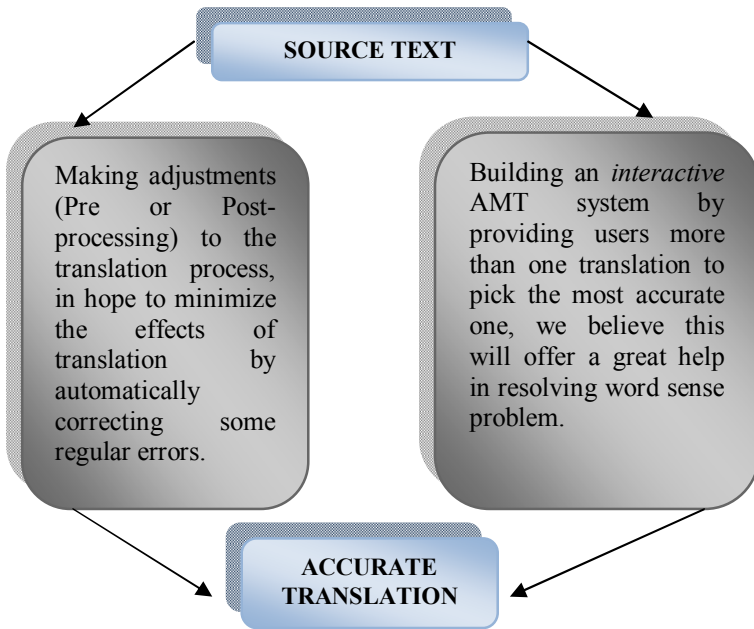 SOURCE TEXT
Making adjustments
(Pre or Post-
processing) to the
translation process,
in hope to minimize
the effects of
translation by
automatically
correcting some
regular errors.
Building an interactive
AMT system by
providing users more
than one translation to
pick the most accurate
one, we believe this
will offer a great help
in resolving word sense
problem.
ACCURATE
TRANSLATION